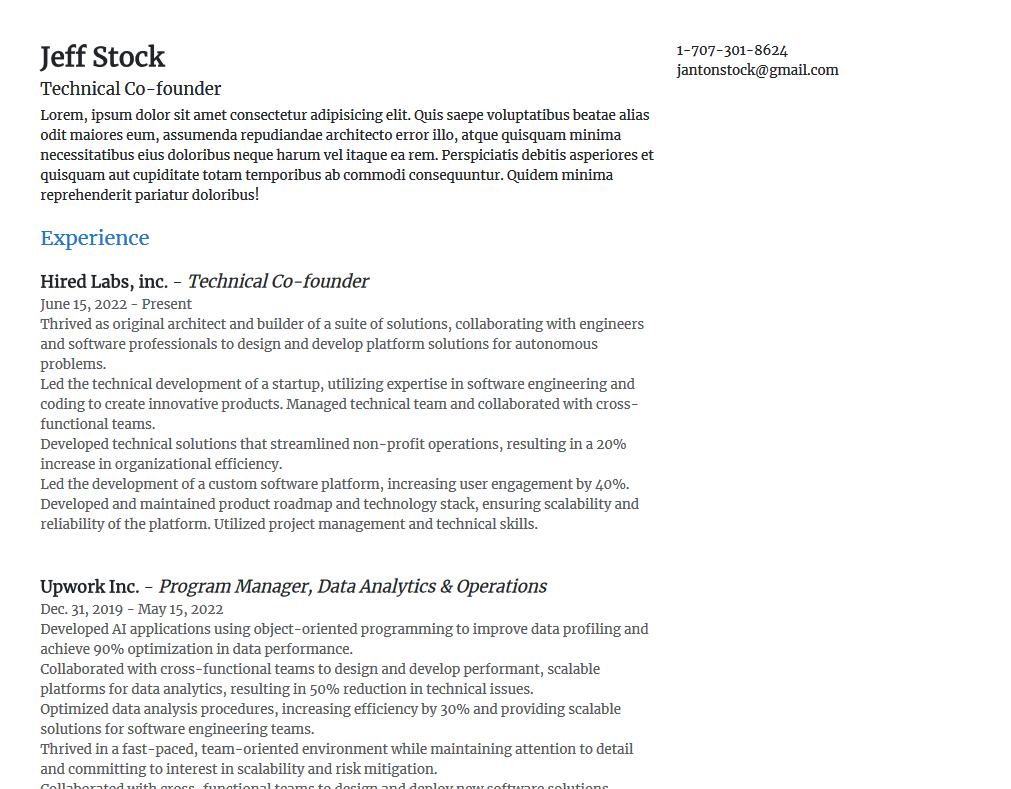 Jeff Stock
Technical Co-founder
Lorem, ipsum dolor sit amet consectetur adipisicing elit. Quis saepe voluptatibus beatae alias
odit maiores eum, assumenda repudiandae architecto error illo, atque quisquam minima
necessitatibus eius doloribus neque harum vel itaque ea rem. Perspiciatis debitis asperiores et
quisquam aut cupiditate totam temporibus ab commodi consequuntur. Quidem minima
reprehenderit pariatur doloribus!
1-707-301-8624
jantonstock@gmail.com
Experience
Hired Labs, inc. - Technical Co-founder
June 15, 2022 - Present
Thrived as original architect and builder of a suite of solutions, collaborating with engineers
and software professionals to design and develop platform solutions for autonomous
problems.
Led the technical development of a startup, utilizing expertise in software engineering and
coding to create innovative products. Managed technical team and collaborated with cross-
functional teams.
Developed technical solutions that streamlined non-profit operations, resulting in a 20%
increase in organizational efficiency.
Led the development of a custom software platform, increasing user engagement by 40%.
Developed and maintained product roadmap and technology stack, ensuring scalability and
reliability of the platform. Utilized project management and technical skills.
Upwork Inc. - Program Manager, Data Analytics & Operations
Dec. 31, 2019 - May 15, 2022
Developed AI applications using object-oriented programming to improve data profiling and
achieve 90% optimization in data performance.
Collaborated with cross-functional teams to design and develop performant, scalable
platforms for data analytics, resulting in 50% reduction in technical issues.
Optimized data analysis procedures, increasing efficiency by 30% and providing scalable
solutions for software engineering teams.
Thrived in a fast-paced, team-oriented environment while maintaining attention to detail
and committing to interest in scalability and risk mitigation.
Collaborated with cross-functional teams to design and deploy new software solutions